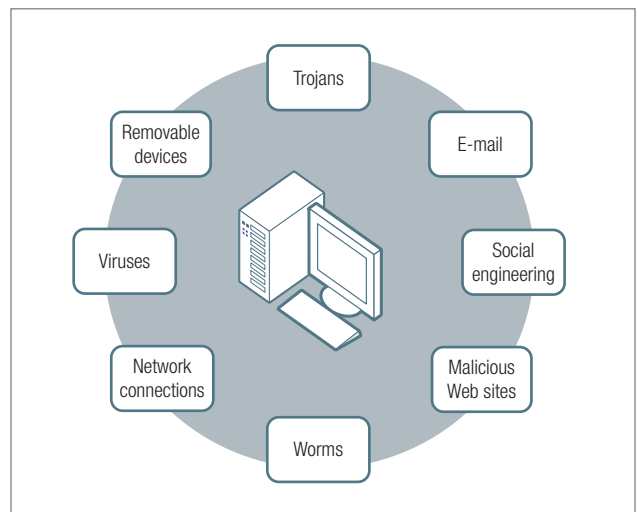 Trojans
Removable
devices
E-mail
Viruses
Social
engineering
Network
connections
Malicious
Web sites
Worms